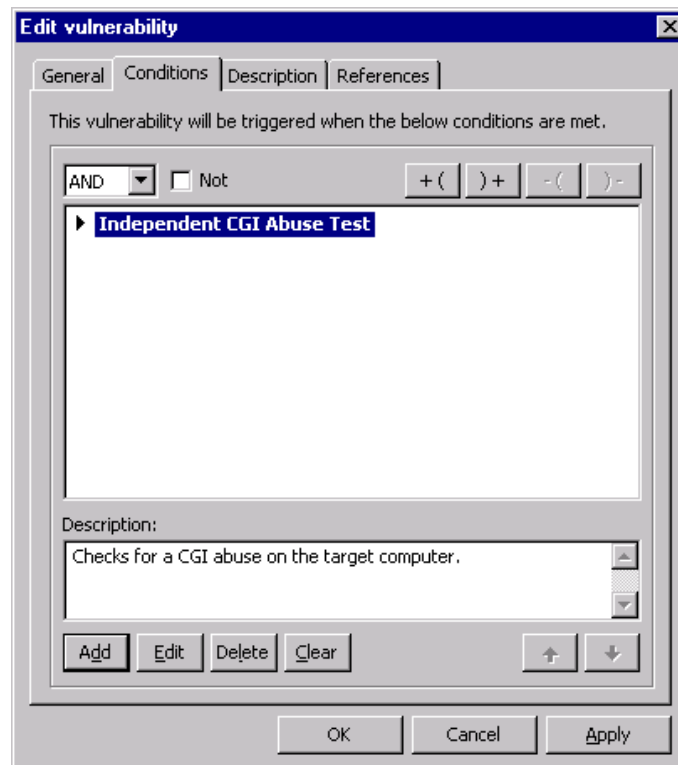 Edit vulnerability
General Conditions Description References
This vulnerability will be triggered when the below conditions are met.
AND Not +( )+ -( )-
Independent CGI Abuse Test
Description:
Checks for a CGI abuse on the target computer.
Add Edit Delete Clear
OK Cancel Apply